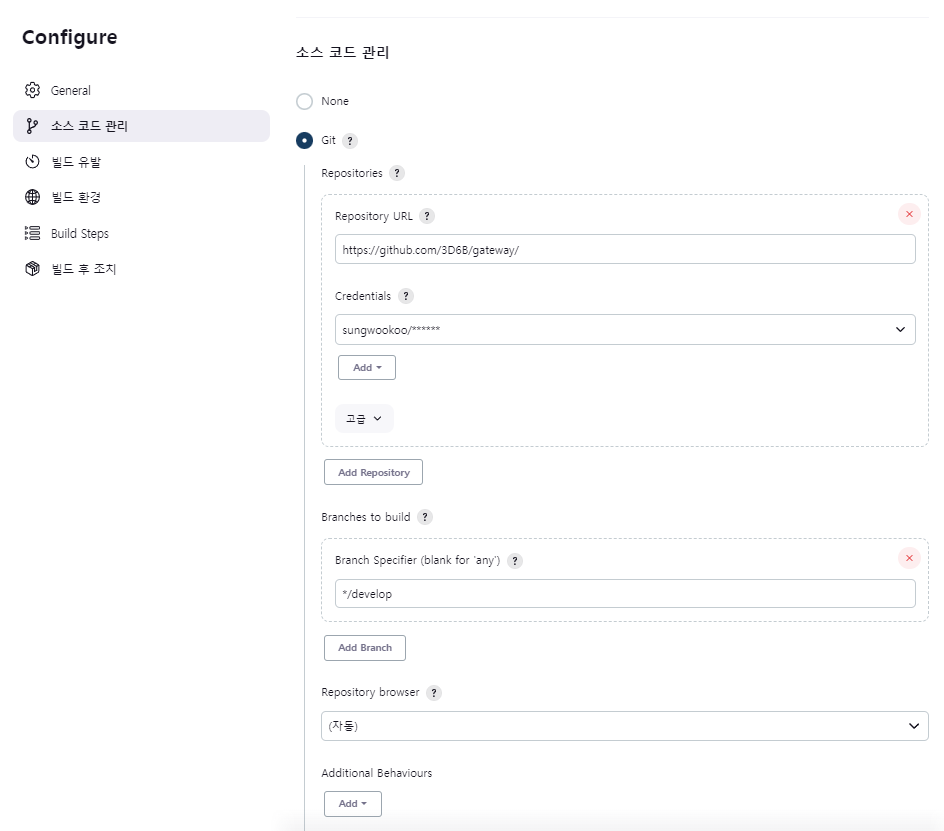 Configure
General
소스 코드 관리
빌드 유발
빌드 환경
Build Steps
빌드 후 조치
소스 코드 관리
None
Git ?
Repositories ?
Repository URL ?
https://github.com/3D6B/gateway/
Credentials ?
sungwookoo/******
Add
고급
Add Repository
Branches to build ?
Branch Specifier (blank for 'any') ?
*/develop
Add Branch
Repository browser ?
(자동)
Additional Behaviours
Add